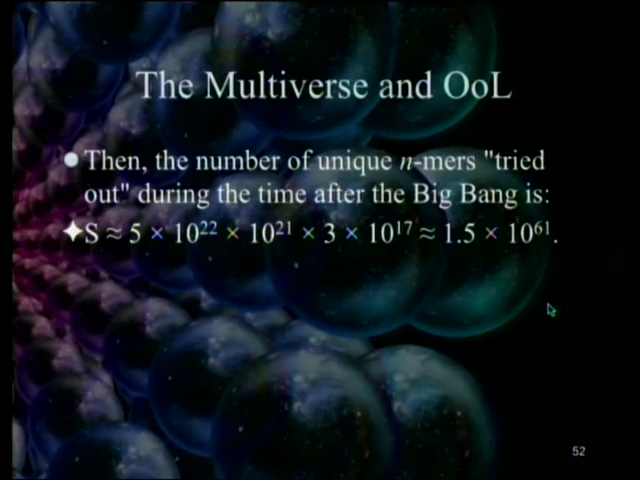 The Multiverse and OoL
Then, the number of unique n-mers "tried
out" during the time after the Big Bang is:
S ≈ 5 × 10²² × 10²¹ × 3 × 10¹⁷ ≈ 1.5 × 10⁶¹.
52